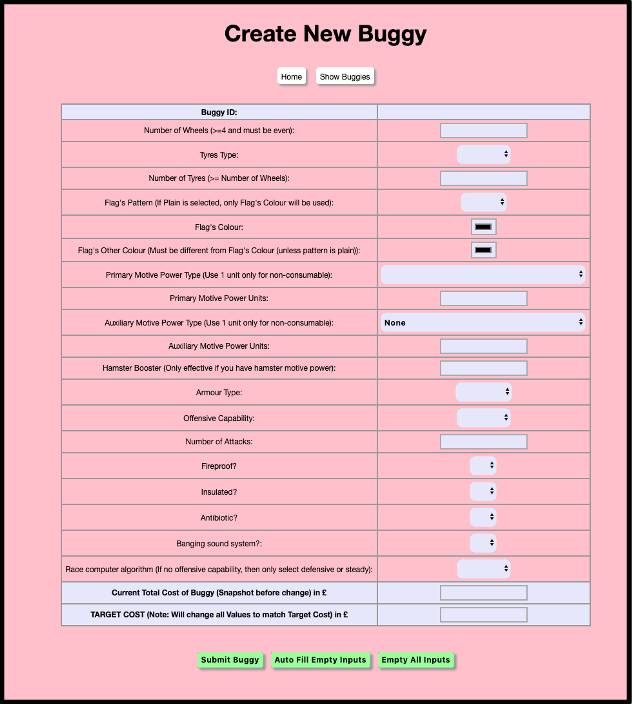 Create New Buggy
Home Show Buggies
Buggy ID:
Number of Wheels (>=4 and must be even):
Tyres Type:
Number of Tyres (>= Number of Wheels):
Flag's Pattern (If Plain is selected, only Flag's Colour will be used):
Flag's Colour:
Flag's Other Colour (Must be different from Flag's Colour (unless pattern is plain)):
Primary Motive Power Type (Use 1 unit only for non-consumable):
Primary Motive Power Units:
Auxiliary Motive Power Type (Use 1 unit only for non-consumable): None
Auxiliary Motive Power Units:
Hamster Booster (Only effective if you have hamster motive power):
Armour Type:
Offensive Capability:
Number of Attacks:
Fireproof?
Insulated?
Antibiotic?
Banging sound system?:
Race computer algorithm (If no offensive capability, then only select defensive or steady):
Current Total Cost of Buggy (Snapshot before change) in £
TARGET COST (Note: Will change all Values to match Target Cost) in £
Submit Buggy Auto Fill Empty Inputs Empty All Inputs